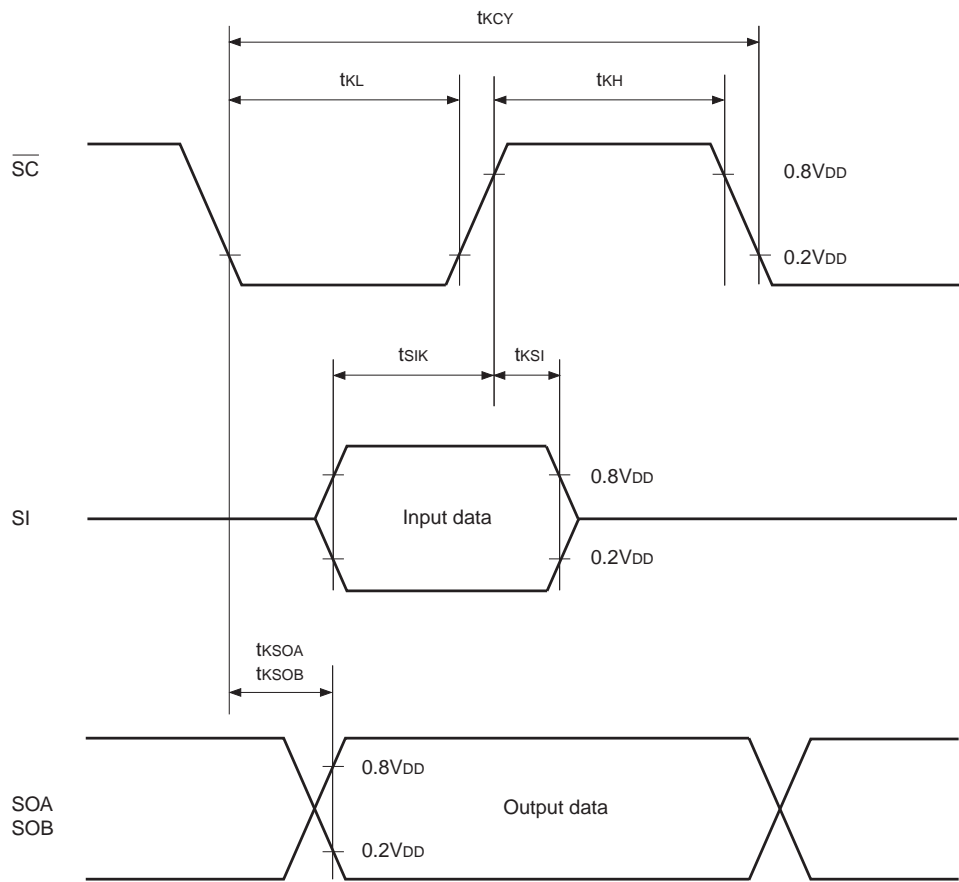 tKCY
tKL
tKH
SC
0.8VDD
0.2VDD
tSIK
tKSI
0.8VDD
SI
Input data
0.2VDD
tKSOA
tKSOB
0.8VDD
SOA
SOB
Output data
0.2VDD